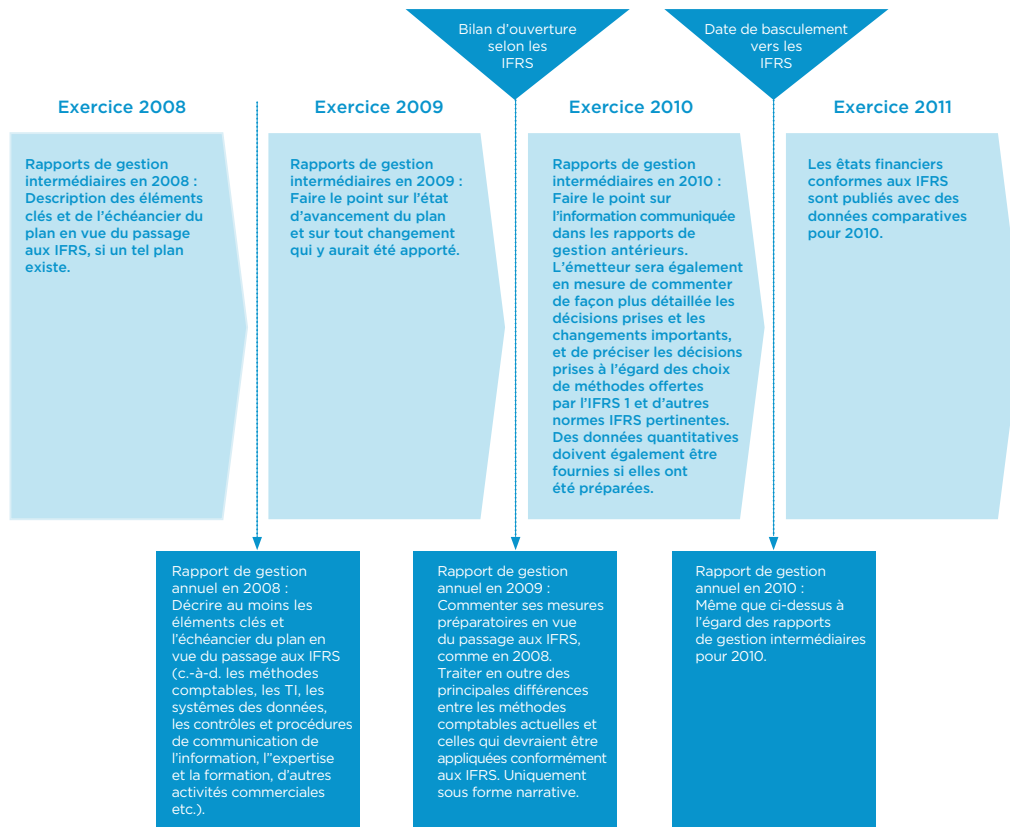 Bilan d'ouverture
selon les
IFRS
Date de basculement
vers les
IFRS
Exercice 2008
Exercice 2009
Exercice 2010
Exercice 2011
Rapports de gestion
intermédiaires en 2008 :
Description des éléments
clés et de l'échéancier du
plan en vue du passage
aux IFRS, si un tel plan
existe.
Rapports de gestion
intermédiaires en 2009 :
Faire le point sur l'état
d'avancement du plan
et sur tout changement
qui y aurait été apporté.
Rapports de gestion
intermédiaires en 2010 :
Faire le point sur
l'information communiquée
dans les rapports de
gestion antérieurs.
L'émetteur sera également
en mesure de commenter
de façon plus détaillée les
décisions prises et les
changements importants,
et de préciser les décisions
prises à l'égard des choix
de méthodes offertes
par l'IFRS 1 et d'autres
normes IFRS pertinentes.
Des données quantitatives
doivent également être
fournies si elles ont
été préparées.
Les êtats financiers
conformes aux IFRS
sont publiés avec des
données comparatives
pour 2010.
Rapport de gestion
annuel en 2008 :
Décrire au moins les
éléments clés et
l'échéancier du plan en
vue du passage aux IFRS
(c.-à-d. les méthodes
comptables, les TI, les
systèmes des données,
les contrôles et procédures
de communication de
l'information, l''expertise
et la formation, d'autres
activités commerciales
etc.).
Rapport de gestion
annuel en 2009 :
Commenter ses mesures
préparatoires en vue
du passage aux IFRS,
comme en 2008.
Traiter en outre des
principales différences
entre les méthodes
comptables actuelles et
celles qui devraient être
appliquées conformément
aux IFRS. Uniquement
sous forme narrative.
Rapport de gestion
annuel en 2010 :
Même que ci-dessus à
l'égard des rapports
de gestion intermédiaires
pour 2010.